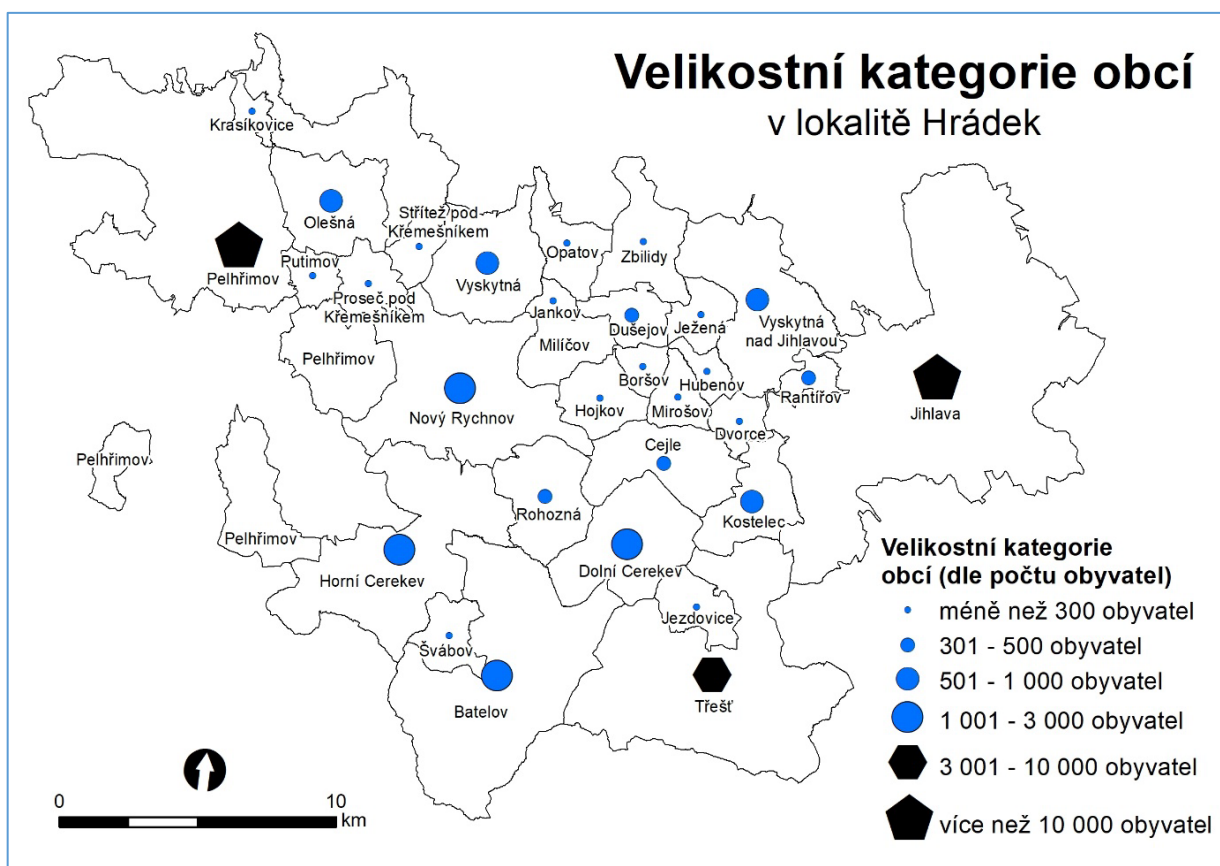 Velikostní kategorie obcí
v lokalitě Hrádek
Krasíkovice
Olešná
Střítež pod
Křemešníkem
Pelhřimov
Putimov
Proseč pod
Křemešníkem
Vyskytná
Opatov
Zbilidy
Jankov
Dušejov
Ježená
Vyskytná
nad Jihlavou
Pelhřimov
Milíčov
Boršov
Hubenov
Rantířov
Jihlava
Nový Rychnov
Hojkov
Mirošov
Dvorce
Pelhřimov
Cejle
Rohozná
Kostelec
Pelhřimov
Horní Cerekev
Dolní Cerekev
Jezdovice
Švábov
Batelov
Třešť
Velikostní kategorie
obcí (dle počtu obyvatel)
méně než 300 obyvatel
301 - 500 obyvatel
501 - 1 000 obyvatel
1 001 - 3 000 obyvatel
3 001 - 10 000 obyvatel
více než 10 000 obyvatel
0 10
km